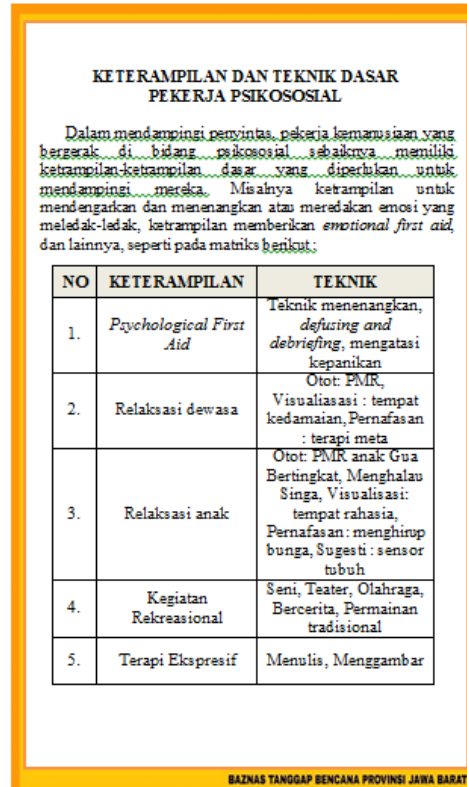 KETERAMPILAN DAN TEKNIK DASAR
PEKERJA PSIKOSOSIAL
Dalam mendampingi penyintas, pekerja kemanusiaan yang
bergerak di bidang psikososial sebaiknya memiliki
ketrampilan-ketrampilan dasar yang diperlukan untuk
mendampingi mereka. Misalnya ketrampilan untuk
mendengarkan dan menenangkan atau meredakan emosi yang
meledak-ledak, ketrampilan memberikan emotional first aid,
dan lainnya, seperti pada matriks berikut :
NO KETERAMPILAN TEKNIK
1. Psychological First Aid Teknik menenangkan,
defusing and
debriefing, mengatasi
kepanikan
2. Relaksasi dewasa Otot: PMR,
Visualiasasi : tempat
kedamaian, Pernafasan
: terapi meta
3. Relaksasi anak Otot: PMR anak Gua
Bertingkat, Menghalau
Singa, Visualisasi:
tempat rahasia,
Pernafasan : menghirup
bunga, Sugesti : sensor
tubuh
4. Kegiatan Rekreasional Seni, Teater, Olahraga,
Bercerita, Permainan
tradisional
5. Terapi Ekspresif Menulis, Menggambar
BAZNAS TANGGAP BENCANA PROVINSI JAWA BARAT